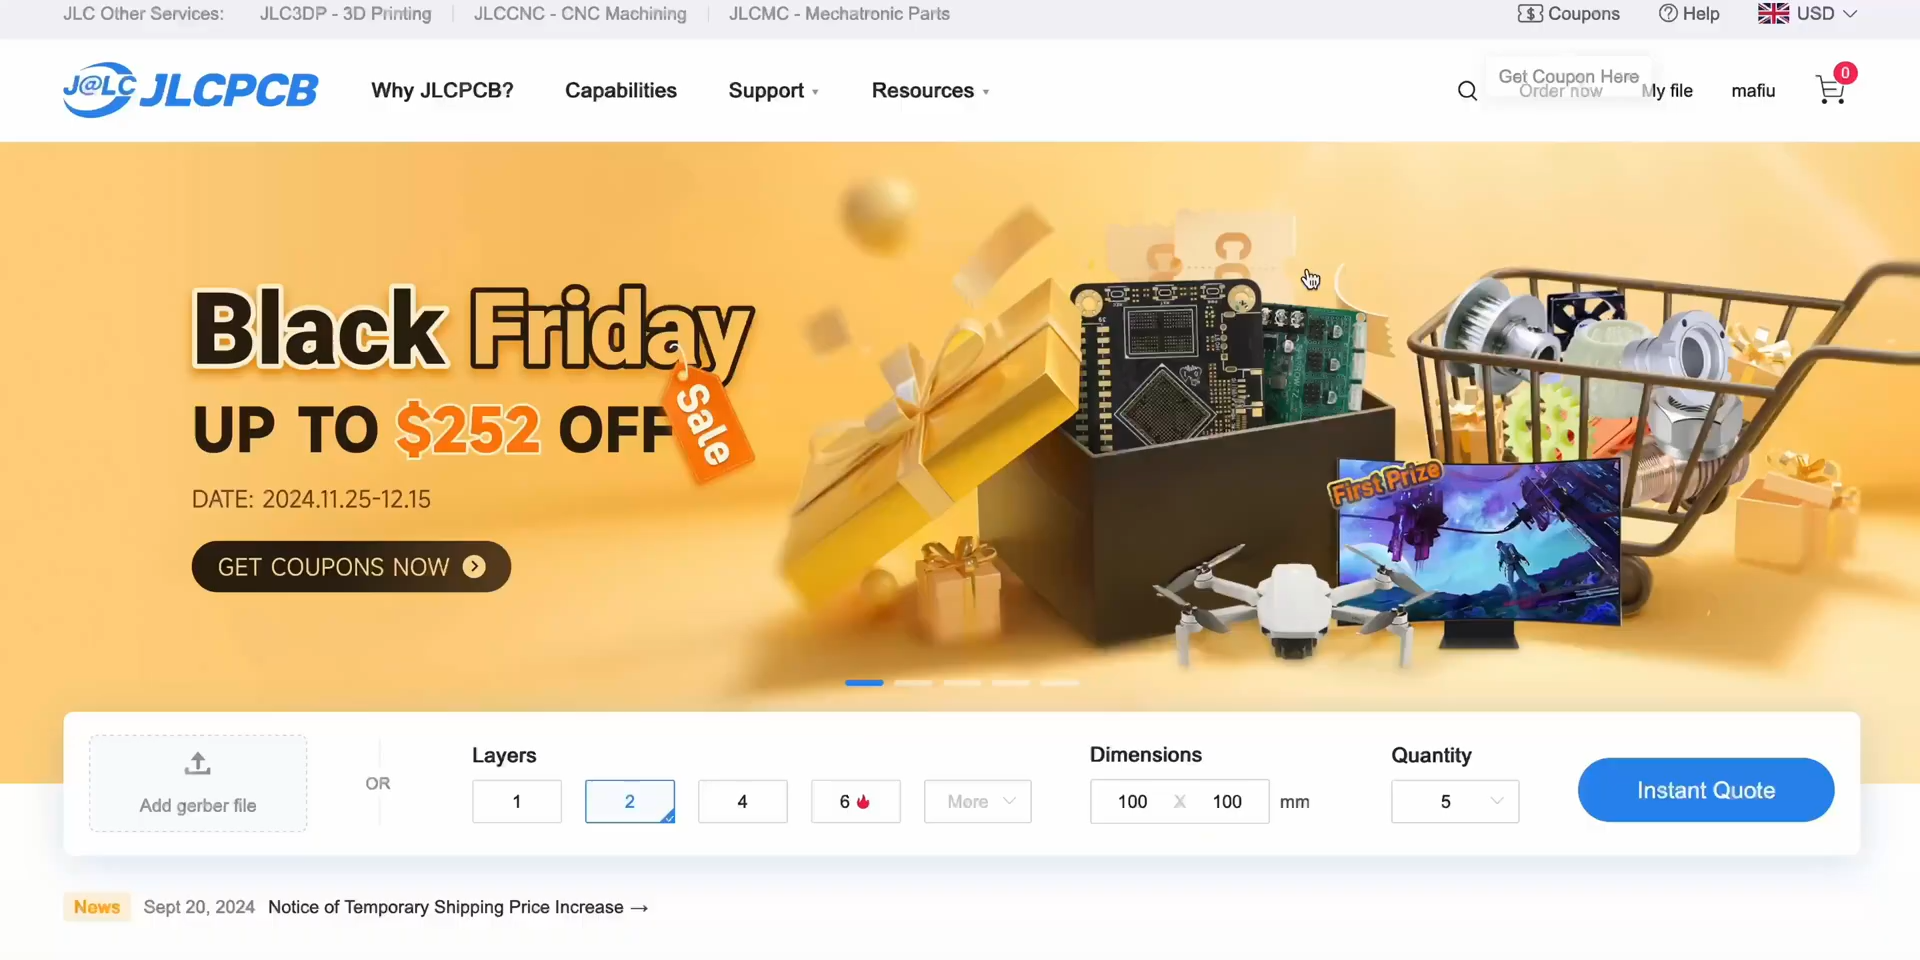 JLC Other Services: JLC3DP - 3D Printing JLCCNC - CNC Machining JLCMC - Mechatronic Parts Coupons Help USD
J@LC JLCPCB Why JLCPCB? Capabilities Support Resources Get Coupon Here Order now My file mafiu 0
Black Friday
Sale
UP TO $252 OFF
DATE: 2024.11.25-12.15
GET COUPONS NOW
First Prize
Add gerber file
OR
Layers
1 2 4 6 More
Dimensions
100 X 100 mm
Quantity
5
Instant Quote
News Sept 20, 2024 Notice of Temporary Shipping Price Increase →